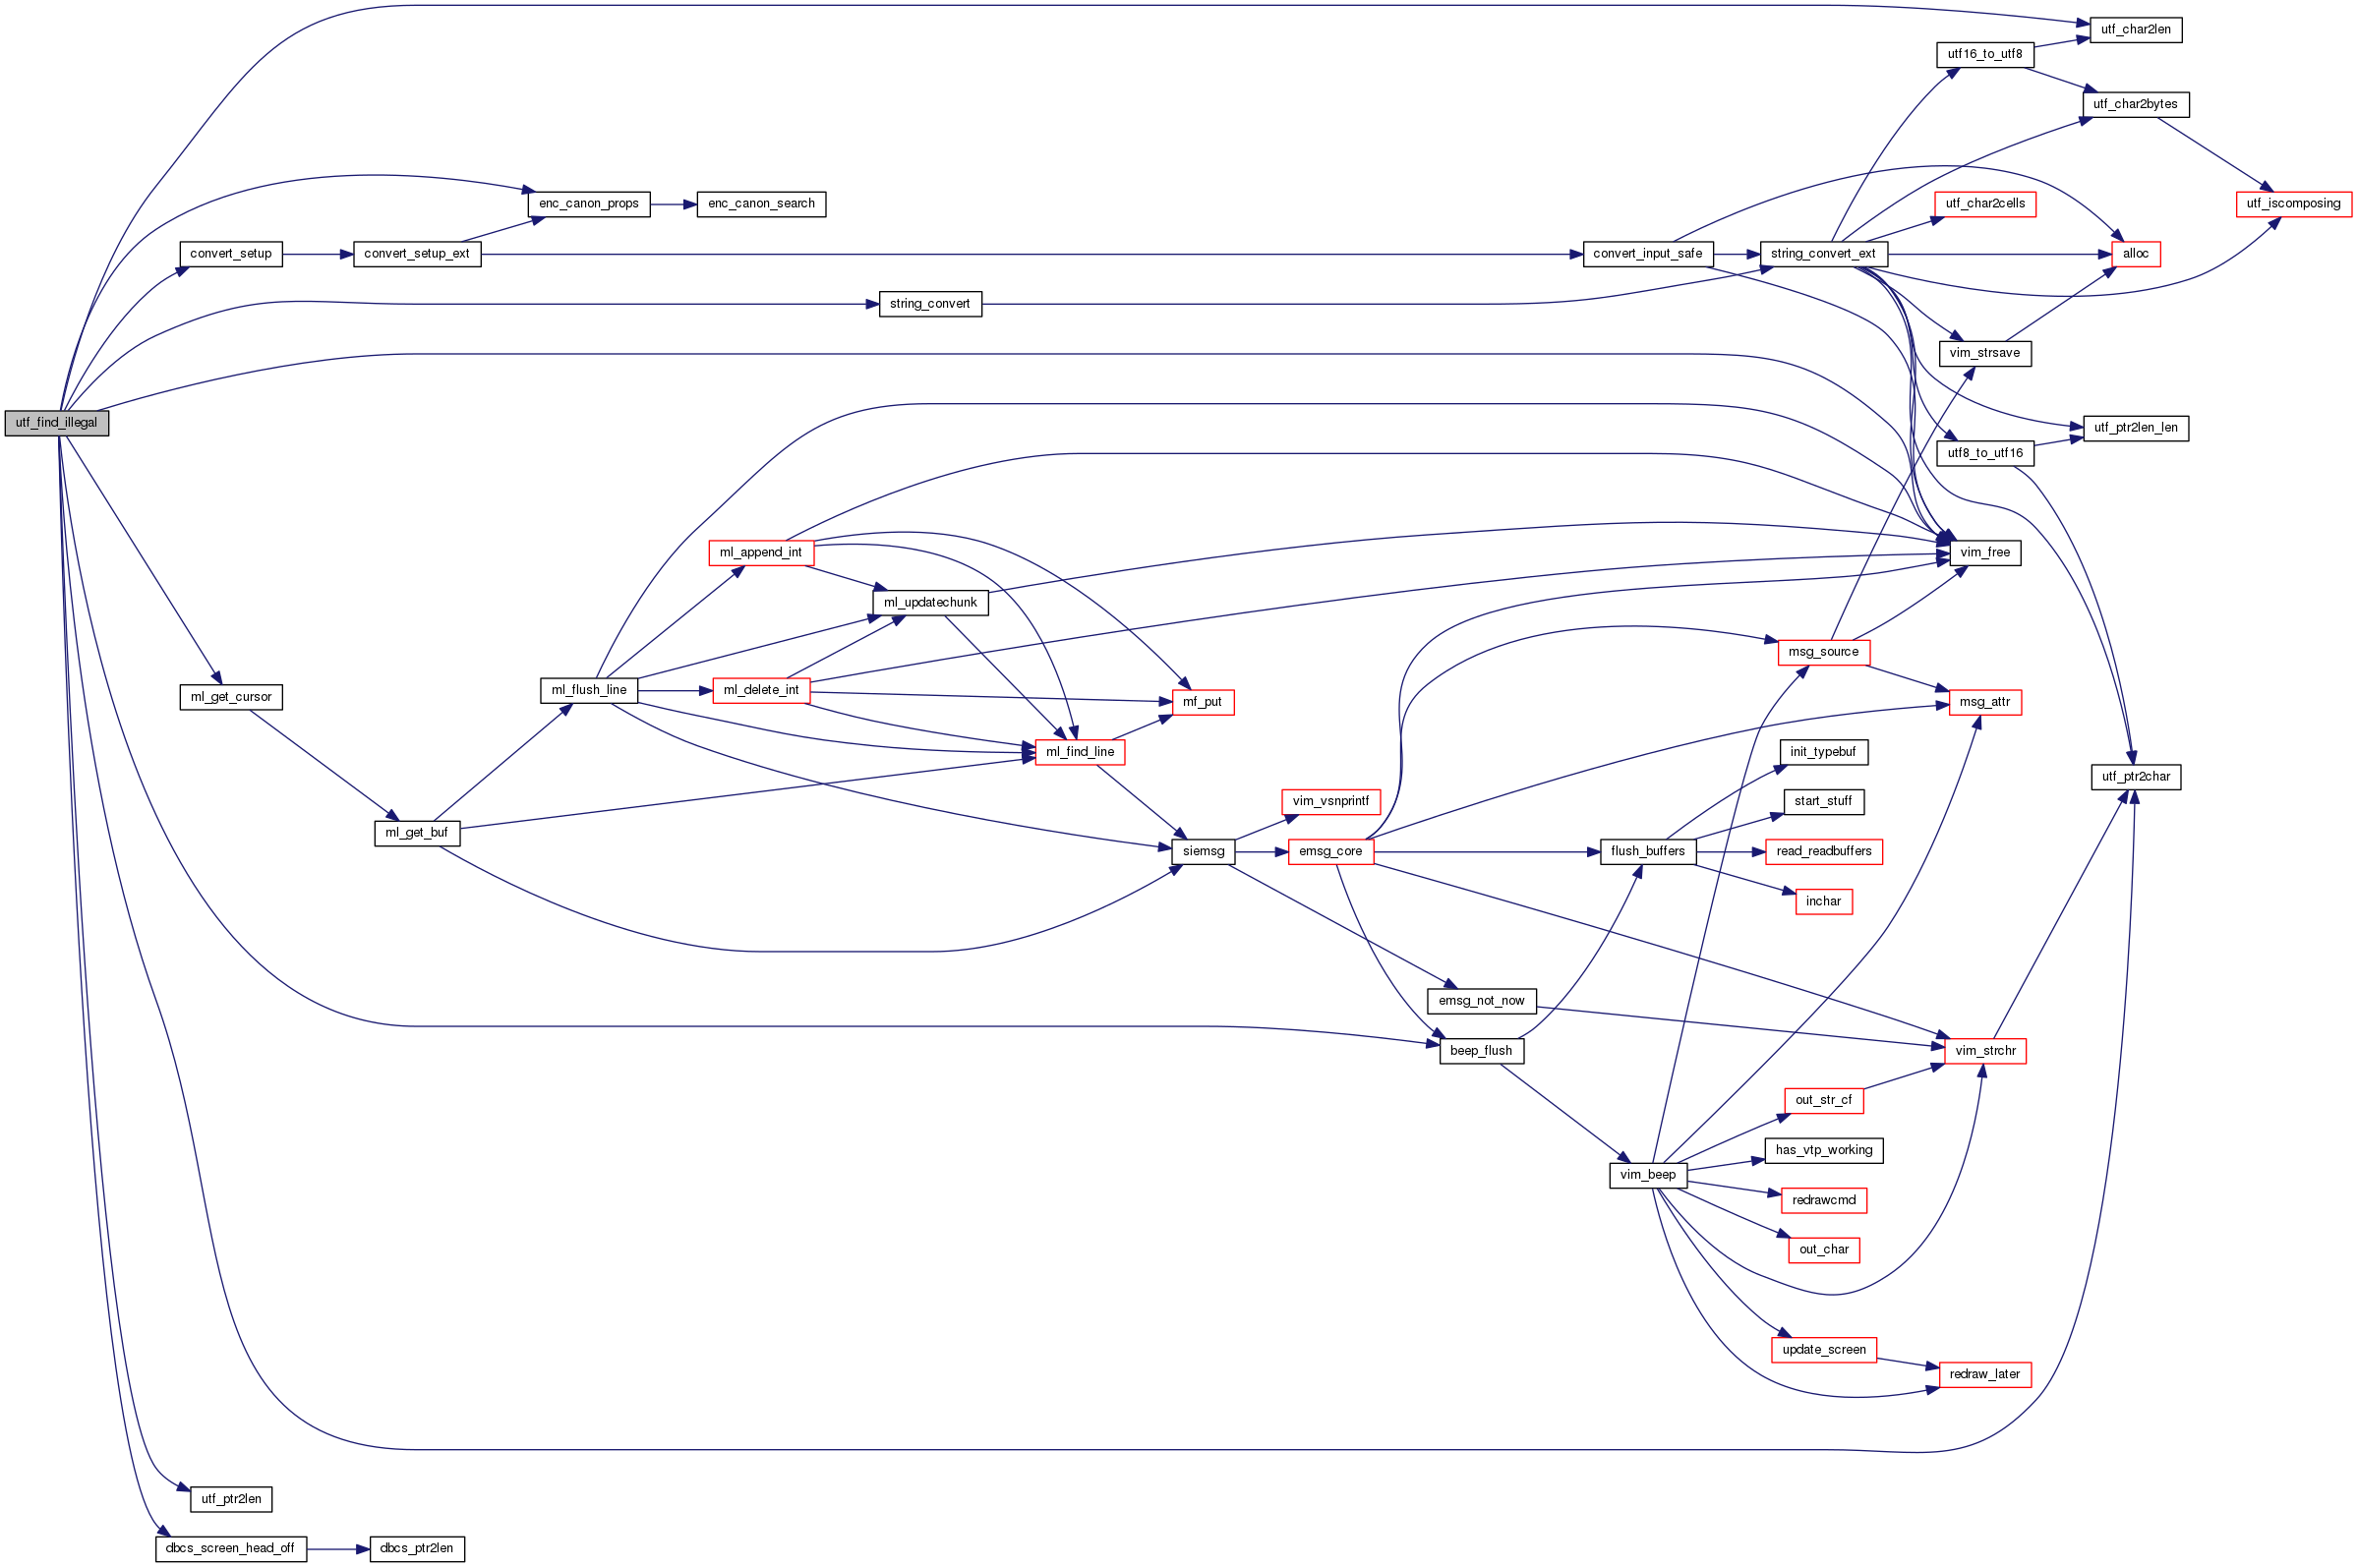 utf_char2len
utf16_to_utf8
utf_char2bytes
enc_canon_props
enc_canon_search
utf_char2cells
utf_iscomposing
convert_setup
convert_setup_ext
convert_input_safe
string_convert_ext
alloc
string_convert
vim_strsave
utf_find_illegal
utf_ptr2len_len
utf8_to_utf16
ml_append_int
vim_free
ml_updatechunk
msg_source
ml_get_cursor
ml_flush_line
ml_delete_int
mf_put
msg_attr
ml_find_line
init_typebuf
utf_ptr2char
vim_vsnprintf
start_stuff
ml_get_buf
siemsg
emsg_core
flush_buffers
read_readbuffers
inchar
emsg_not_now
beep_flush
vim_strchr
out_str_cf
has_vtp_working
vim_beep
redrawcmd
out_char
update_screen
redraw_later
utf_ptr2len
dbcs_screen_head_off
dbcs_ptr2len